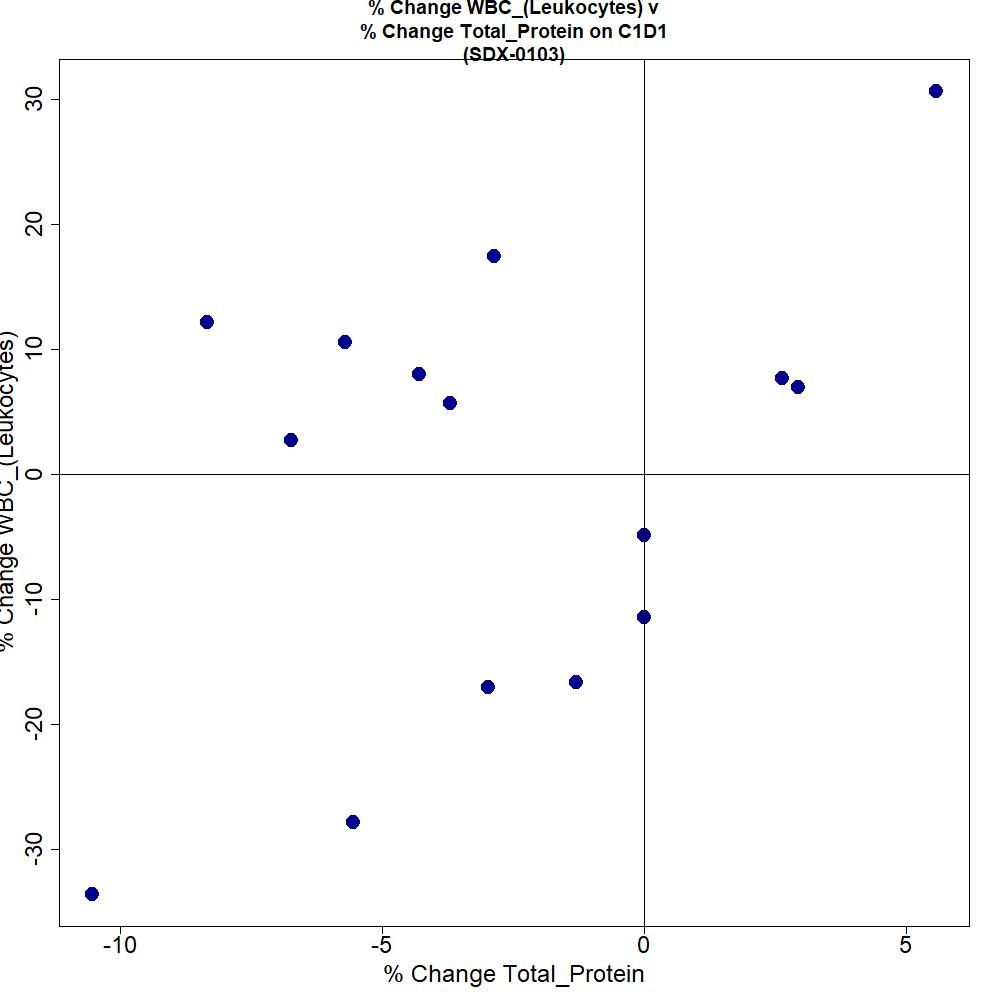 % Change WBC_(Leukocytes) v
% Change Total_Protein on C1D1
(SDX-0103)
% Change WBC_(Leukocytes)
30
20
10
0
-10
-20
-30
-10
-5
0
5
% Change Total_Protein